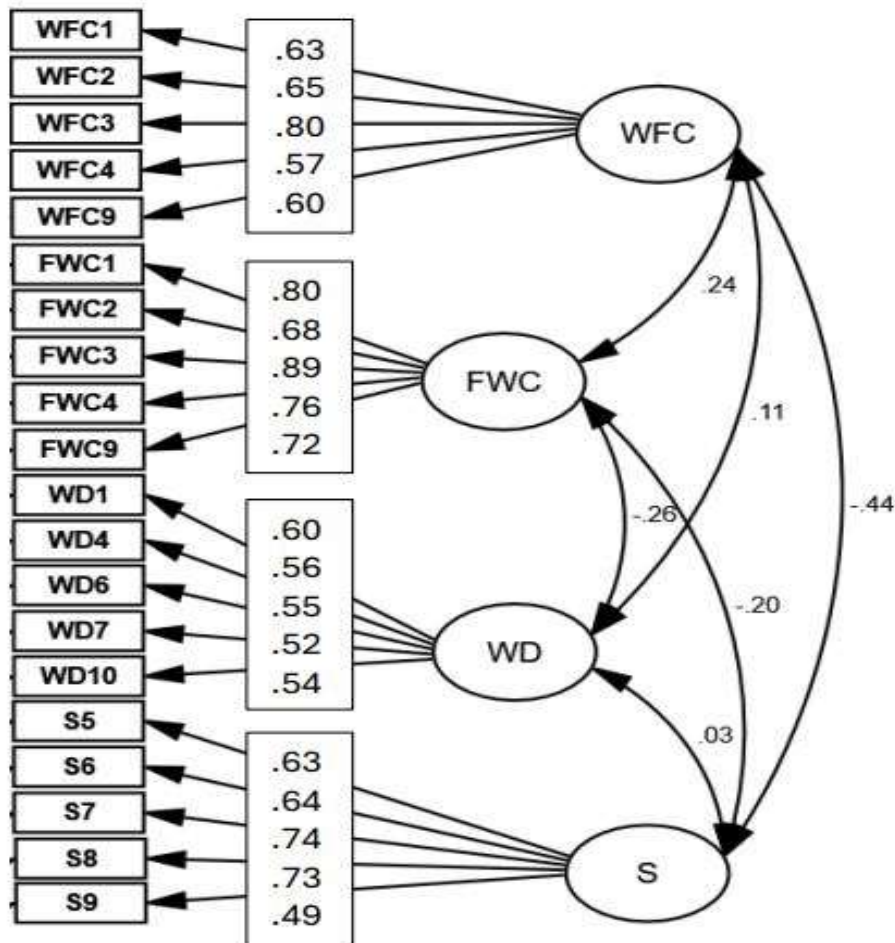 WFC1
WFC2
WFC3
WFC4
WFC9
FWC1
FWC2
FWC3
FWC4
FWC9
WD1
WD4
WD6
WD7
WD10
S5
S6
S7
S8
S9
.63
.65
.80
.57
.60
.80
.68
.89
.76
.72
.60
.56
.55
.52
.54
.63
.64
.74
.73
.49
WFC
FWC
WD
S
.24
.11
-.44
-.26
-.20
.03